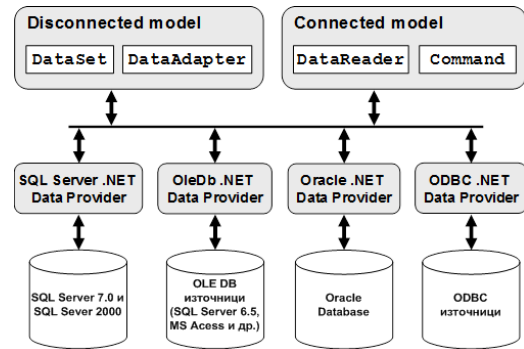 Disconnected model
DataSet
DataAdapter
Connected model
DataReader
Command
SQL Server .NET
Data Provider
OleDb .NET
Data Provider
Oracle .NET
Data Provider
ODBC .NET
Data Provider
SQL Server 7.0 и
SQL Sever 2000
OLE DB
източници
(SQL Server 6.5,
MS Acess и др.)
Oracle
Database
ODBC
източници